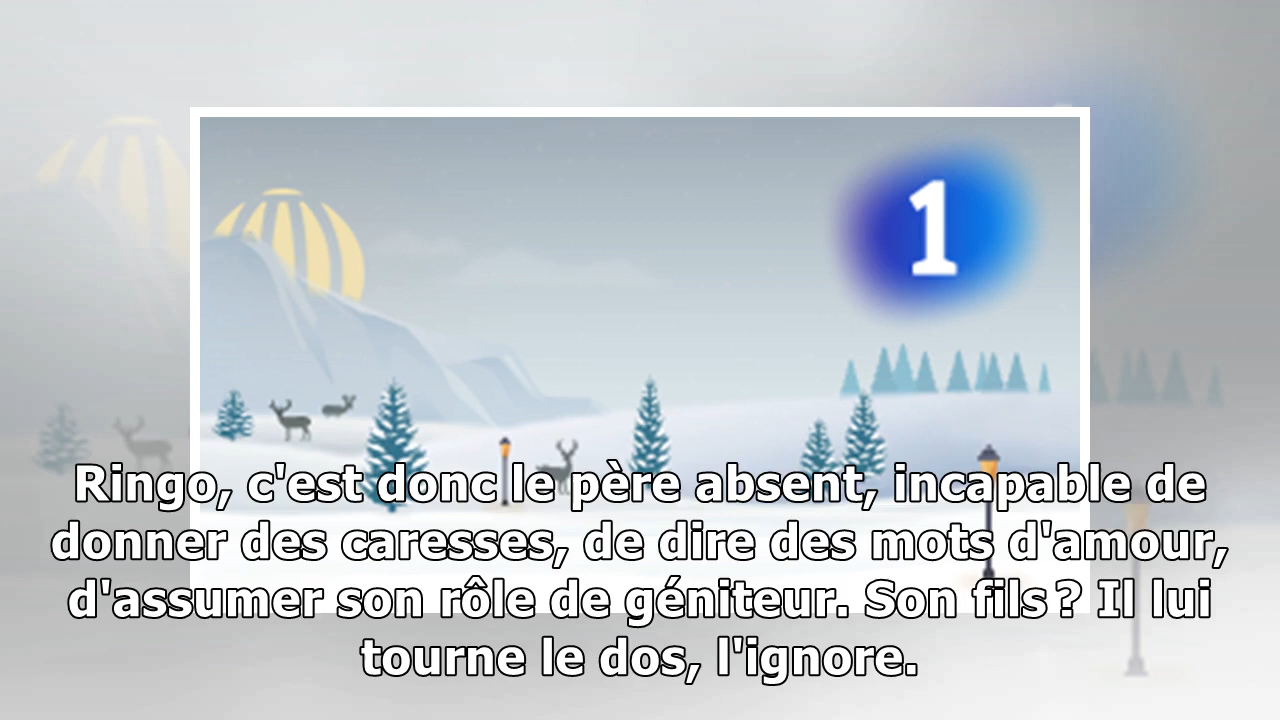 1
Ringo, c'est donc le père absent, incapable de
donner des caresses, de dire des mots d'amour,
d'assumer son rôle de géniteur. Son fils ? Il lui
tourne le dos, l'ignore.